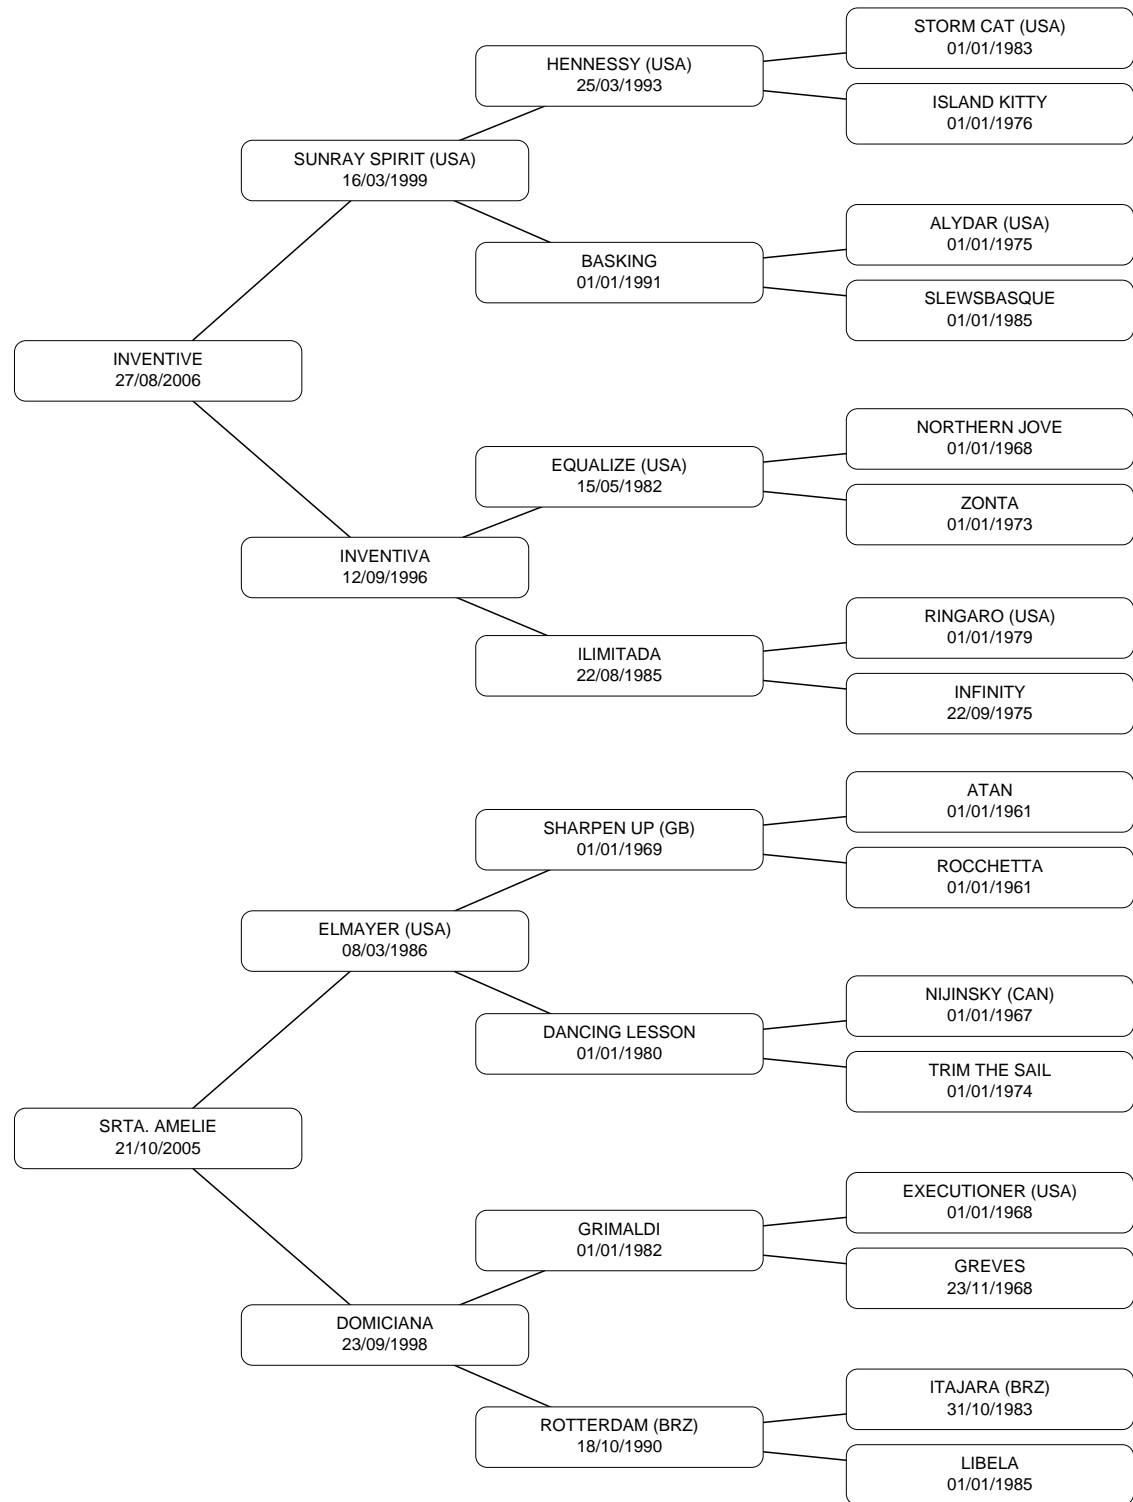 STORM CAT (USA)
01/01/1983
HENNESSY (USA)
25/03/1993
ISLAND KITTY
01/01/1976
SUNRAY SPIRIT (USA)
16/03/1999
ALYDAR (USA)
01/01/1975
BASKING
01/01/1991
SLEWSBASQUE
01/01/1985
INVENTIVE
27/08/2006
NORTHERN JOVE
01/01/1968
EQUALIZE (USA)
15/05/1982
ZONTA
01/01/1973
INVENTIVA
12/09/1996
RINGARO (USA)
01/01/1979
ILIMITADA
22/08/1985
INFINITY
22/09/1975
ATAN
01/01/1961
SHARPEN UP (GB)
01/01/1969
ROCCHETTA
01/01/1961
ELMAYER (USA)
08/03/1986
NIJINSKY (CAN)
01/01/1967
DANCING LESSON
01/01/1980
TRIM THE SAIL
01/01/1974
SRTA. AMELIE
21/10/2005
EXECUTIONER (USA)
01/01/1968
GRIMALDI
01/01/1982
GREVES
23/11/1968
DOMICIANA
23/09/1998
ITAJARA (BRZ)
31/10/1983
ROTTERDAM (BRZ)
18/10/1990
LIBELA
01/01/1985